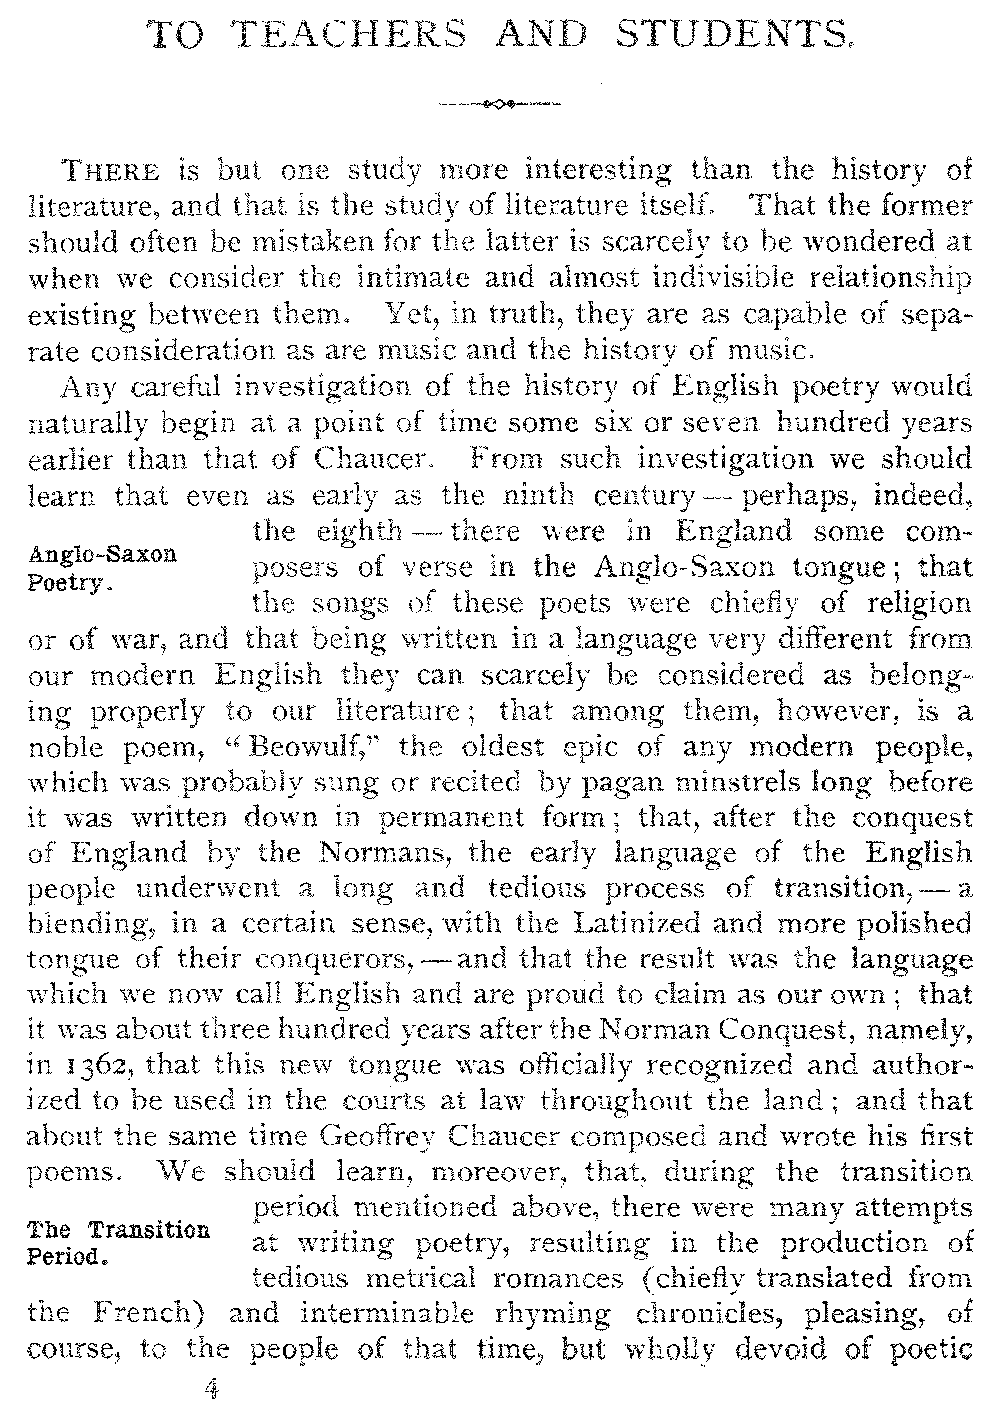 TO TEACHERS AND STUDENTS.
THERE is but one study more interesting than the history of
literature, and that is the study of literature itself. That the former
should often be mistaken for the latter is scarcely to be wondered at
when we consider the intimate and almost indivisible relationship
existing between them. Yet, in truth, they are as capable of sepa-
rate consideration as are music and the history of music.
Any careful investigation of the history of English poetry would
naturally begin at a point of time some six or seven hundred years
earlier than that of Chaucer. From such investigation we should
learn that even as early as the ninth century — perhaps, indeed,
the eighth — there were in England some com-
Anglo-Saxon
Poetry.
posers of verse in the Anglo-Saxon tongue; that
the songs of these poets were chiefly of religion
or of war, and that being written in a language very different from
our modern English they can scarcely be considered as belong-
ing properly to our literature; that among them, however, is a
noble poem, “Beowulf,” the oldest epic of any modern people,
which was probably sung or recited by pagan minstrels long before
it was written down in permanent form; that, after the conquest
of England by the Normans, the early language of the English
people underwent a long and tedious process of transition, — a
blending, in a certain sense, with the Latinized and more polished
tongue of their conquerors, — and that the result was the language
which we now call English and are proud to claim as our own; that
it was about three hundred years after the Norman Conquest, namely,
in 1362, that this new tongue was officially recognized and author-
ized to be used in the courts at law throughout the land; and that
about the same time Geoffrey Chaucer composed and wrote his first
poems. We should learn, moreover, that, during the transition
period mentioned above, there were many attempts
The Transition
Period.
at writing poetry, resulting in the production of
tedious metrical romances (chiefly translated from
the French) and interminable rhyming chronicles, pleasing, of
course, to the people of that time, but wholly devoid of poetic
4